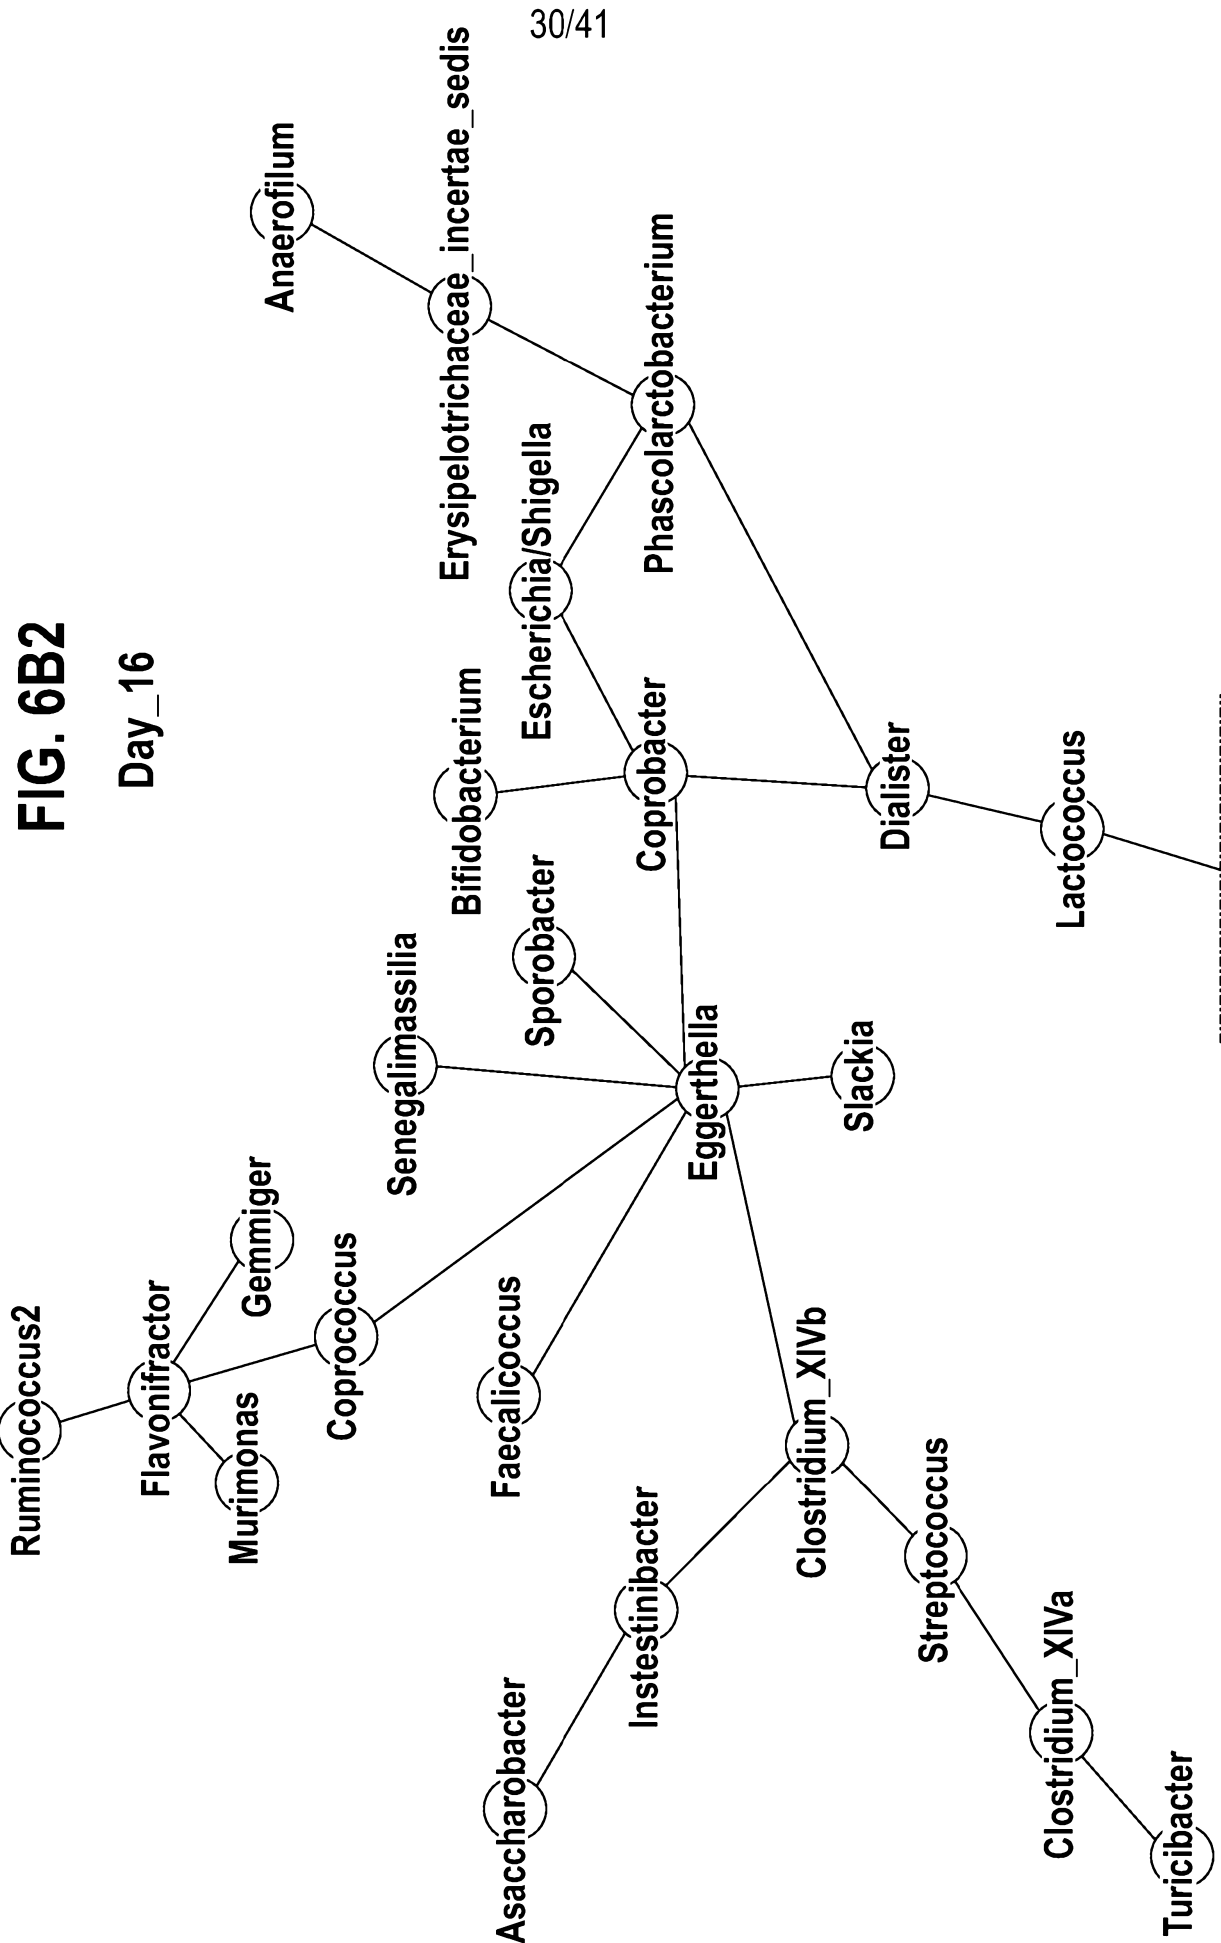 30/41
FIG. 6B2
Day_16
Ruminococcus2
Flavonifractor
Gemmiger
Murimonas
Coprococcus
Senegalimassilia
Sporobacter
Bifidobacterium
Escherichia/Shigella
Anaerofilum
Erysipelotrichaceae_incertae_sedis
Phascolarctobacterium
Coprobacter
Faecalicoccus
Eggerthella
Slackia
Dialister
Lactococcus
Asaccharobacter
Instestinibacter
Clostridium_XIVb
Streptococcus
Clostridium_XIVa
Turicibacter